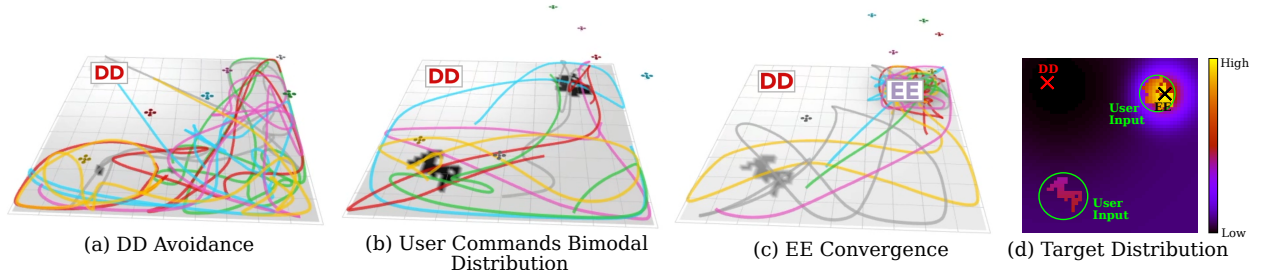 DD
DD
DD
EE
High
DD
EE
User
Input
User
Input
Low
(a) DD Avoidance
(b) User Commands Bimodal
Distribution
(c) EE Convergence
(d) Target Distribution